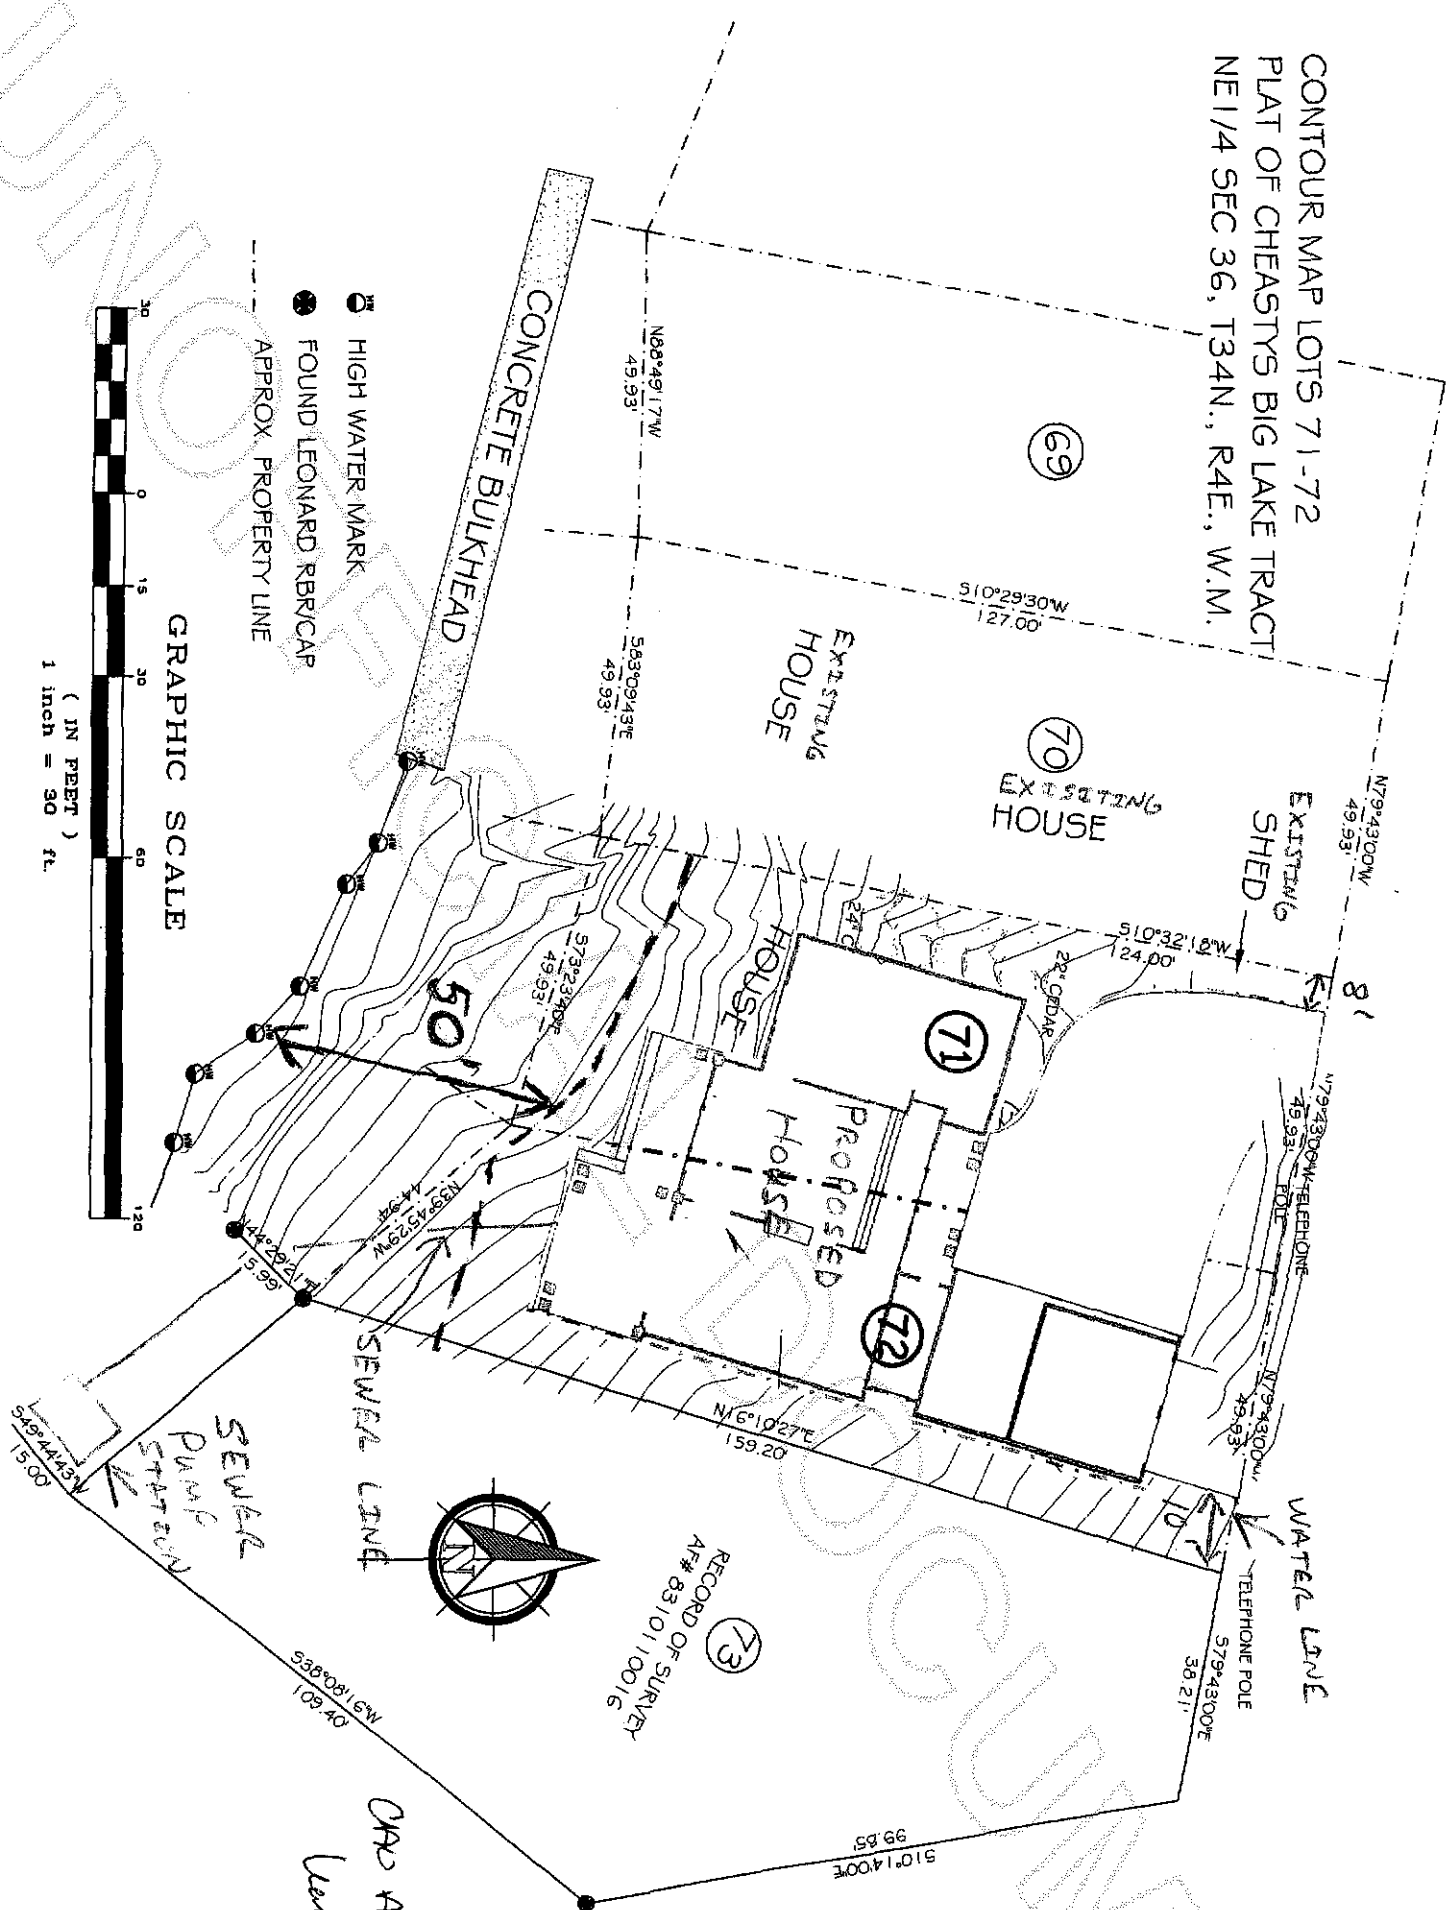 CONTOUR MAP LOTS 71-72
PLAT OF CHEASTYS BIG LAKE TRACT
NE1/4 SEC 36, T34N., R4E., W.M.
N79°43'00"W
49.93'
69
S10°29'30"W
127.00'
70
EXISITING
HOUSE
EXISTING
HOUSE
EXISTING
SHED
8'
S10°32'18"W
124.00'
N88°49'17"W
49.93'
S83°09'43"E
49.93'
CONCRETE BULKHEAD
HW HIGH WATER MARK
FOUND LEONARD RBR/CAP
APPROX. PROPERTY LINE
30 0 15 30 60 120
GRAPHIC SCALE
( IN FEET )
1 inch = 30 ft.
24" C
22" CEDAR
HOUSE
71
N79°43'00"W
49.93'
TELEPHONE
POLE
N79°43'00"W
49.93'
PROPOSED
HOUSE
72
S73°23'40"E
49.93'
50'
N39°45'29"W
44.94'
44°29'21"
15.99'
SEWER LINE
SEWER
PUMP
STATION
S49°44'43"
15.00'
N16°10'27"E
159.20'
10'
WATER LINE
TELEPHONE POLE
S79°43'00"E
38.21'
73
RECORD OF SURVEY
AF# 8310110016
N
S38°08'16"W
109.40'
S10°14'00"E
99.85'
UNOFFICIAL DOCUM